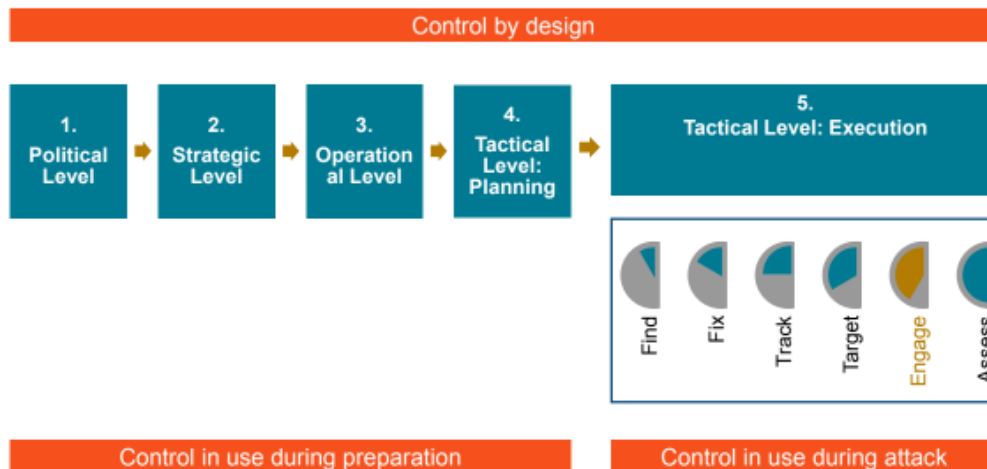 Control by design
1.
Political
Level
2.
Strategic
Level
3.
Operation
al Level
4.
Tactical
Level:
Planning
5.
Tactical Level: Execution
Find
Fix
Track
Target
Engage
Assess
Control in use during preparation
Control in use during attack